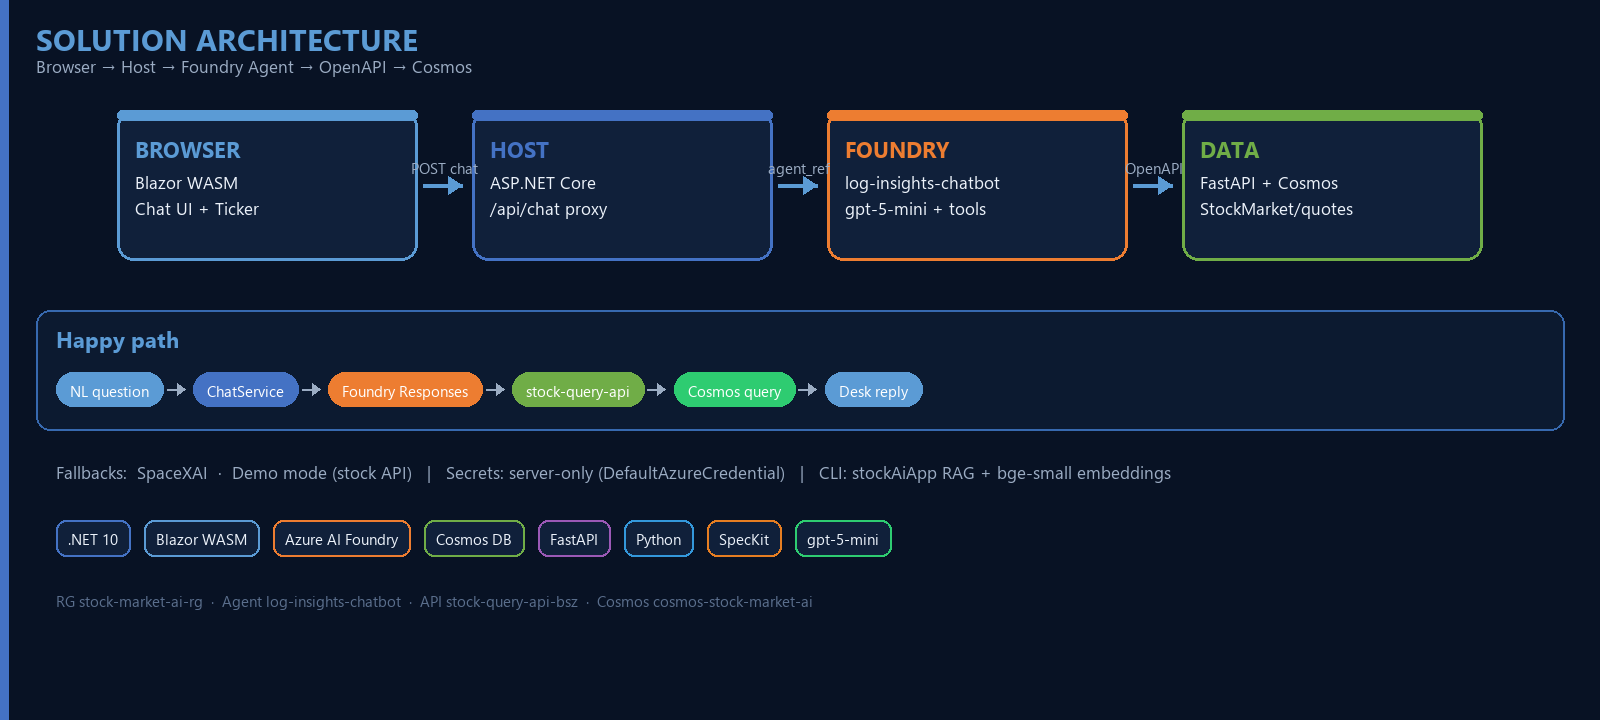 SOLUTION ARCHITECTURE
Browser → Host → Foundry Agent → OpenAPI → Cosmos
BROWSER
Blazor WASM
Chat UI + Ticker
POST chat
HOST
ASP.NET Core
/api/chat proxy
agent_ref
FOUNDRY
log-insights-chatbot
gpt-5-mini + tools
OpenAPI
DATA
FastAPI + Cosmos
StockMarket/quotes
Happy path
NL question
ChatService
Foundry Responses
stock-query-api
Cosmos query
Desk reply
Fallbacks: SpaceXAI · Demo mode (stock API) | Secrets: server-only (DefaultAzureCredential) | CLI: stockAiApp RAG + bge-small embeddings
.NET 10
Blazor WASM
Azure AI Foundry
Cosmos DB
FastAPI
Python
SpecKit
gpt-5-mini
RG stock-market-ai-rg · Agent log-insights-chatbot · API stock-query-api-bsz · Cosmos cosmos-stock-market-ai